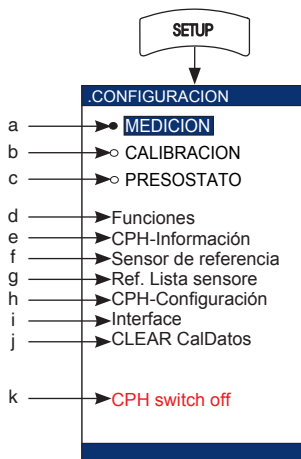 SETUP
.CONFIGURACION
a MEDICION
b CALIBRACION
c PRESOSTATO
d Funciones
e CPH-Información
f Sensor de referencia
g Ref. Lista sensore
h CPH-Configuración
i Interface
j CLEAR CalDatos
k CPH switch off